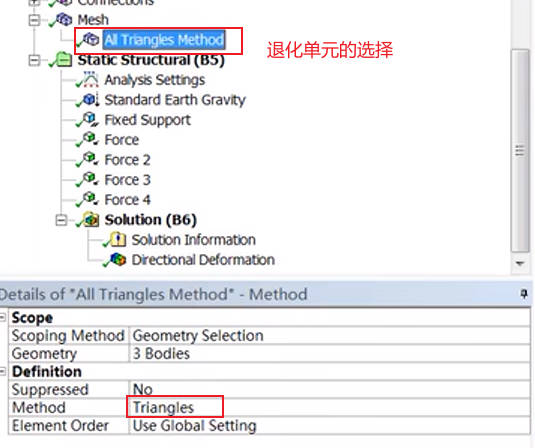 Connections
Mesh
All Triangles Method
退化单元的选择
Static Structural (B5)
Analysis Settings
Standard Earth Gravity
Fixed Support
Force
Force 2
Force 3
Force 4
Solution (B6)
Solution Information
Directional Deformation
Details of "All Triangles Method" - Method
Scope
Scoping Method Geometry Selection
Geometry 3 Bodies
Definition
Suppressed No
Method Triangles
Element Order Use Global Setting